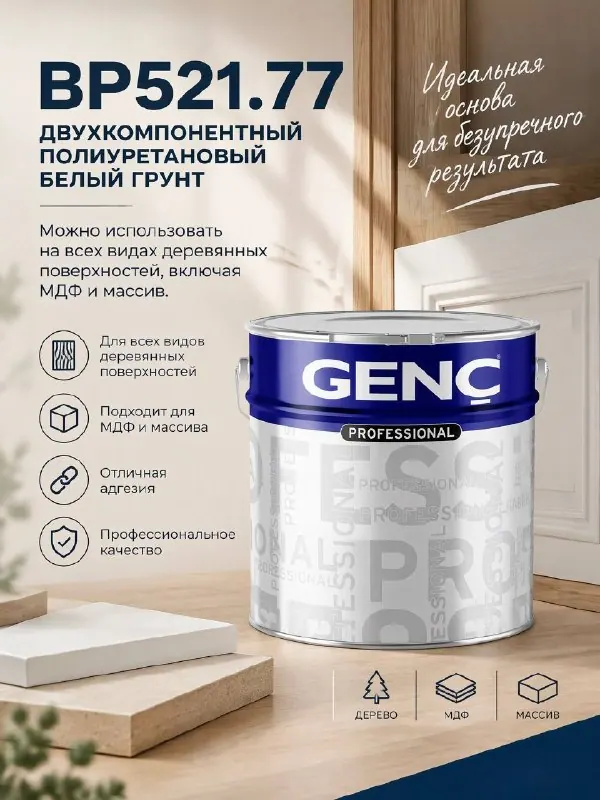 BP521.77
ДВУХКОМПОНЕНТНЫЙ
ПОЛИУРЕТАНОВЫЙ
БЕЛЫЙ ГРУНТ
Идеальная
основа
для безупречного
результата
Можно использовать
на всех видах деревянных
поверхностей, включая
МДФ и массив.
Для всех видов
деревянных
поверхностей
Подходит для
МДФ и массива
Отличная
адгезия
Профессиональное
качество
GENÇ
PROFESSIONAL
ДЕРЕВО
МДФ
МАССИВ